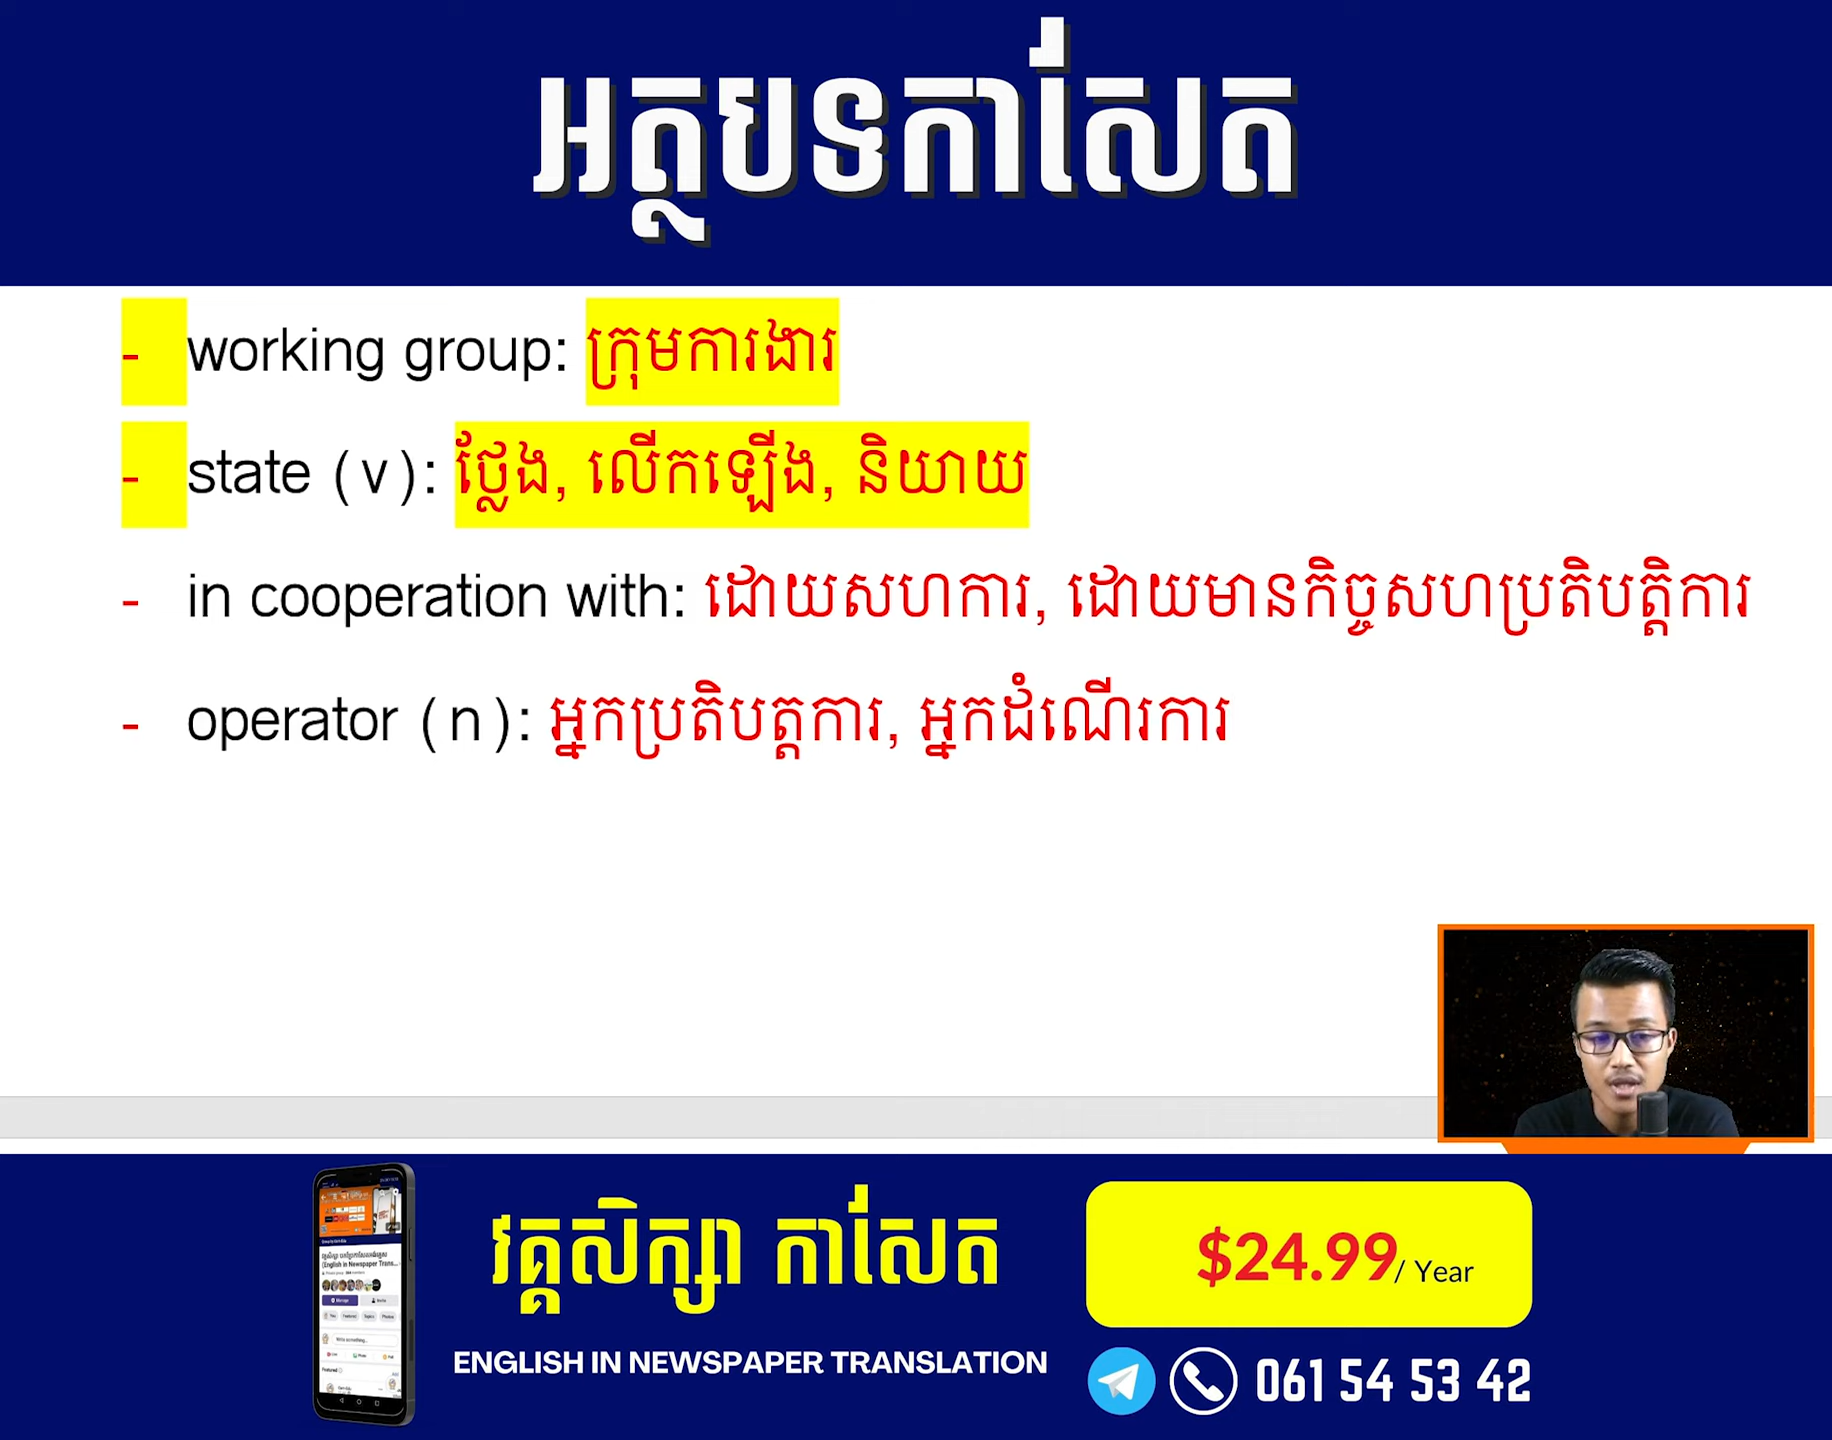 អត្ថបទកាសែត
- working group: ក្រុមការងារ
- state (v): ថ្លែង, លើកឡើង, និយាយ
- in cooperation with: ដោយសហការ, ដោយមានកិច្ចសហប្រតិបត្តិការ
- operator (n): អ្នកប្រតិបត្តការ, អ្នកដំណើរការ
វគ្គសិក្សា កាសែត
ENGLISH IN NEWSPAPER TRANSLATION
$24.99/ Year
061 54 53 42